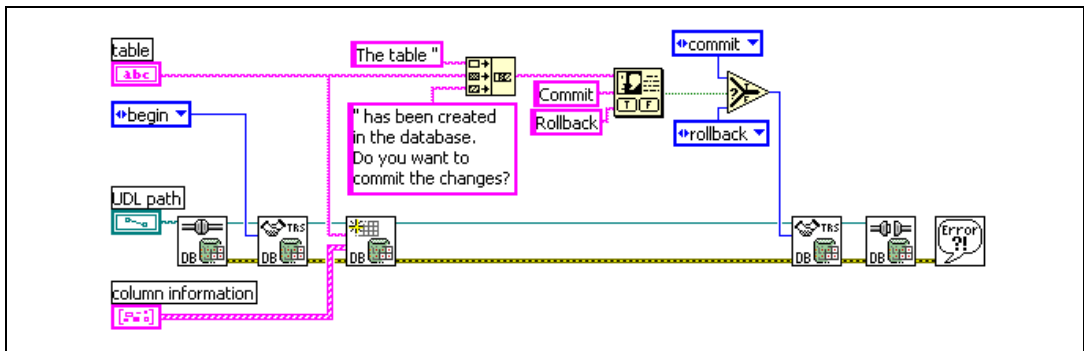 table
abc
The table "
commit
begin
Commit
Rollback
" has been created
in the database.
Do you want to
commit the changes?
T F
? T F
rollback
UDL path
DB
TRS
DB
DB
TRS
DB
DB
Error
?!
column information